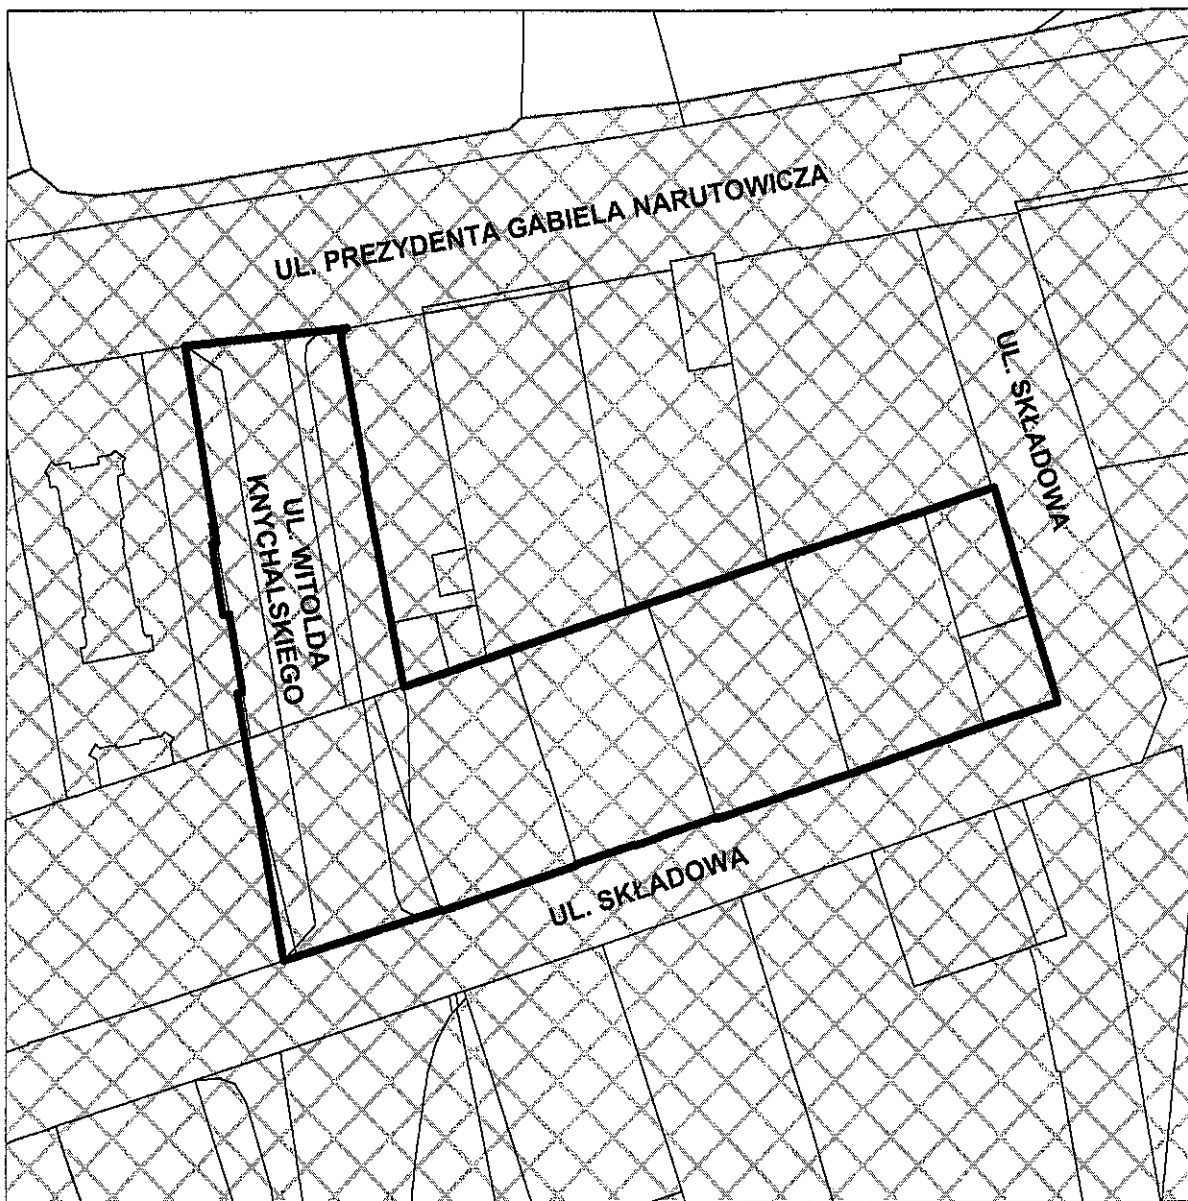 UL. PREZYDENTA GABIELA NARUTOWICZA
UL. SKŁADOWA
UL. WITOLDA
KNYCHALSKIEGO
UL. SKŁADOWA